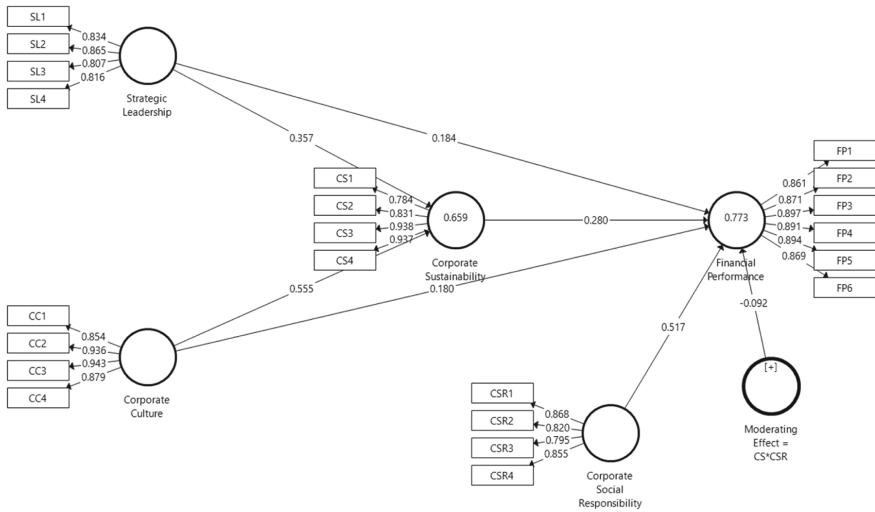 SL1
SL2
SL3
SL4
0.834
0.865
0.807
0.816
Strategic
Leadership
0.357
0.184
CS1
CS2
CS3
CS4
0.784
0.831
0.938
0.937
0.659
Corporate
Sustainability
0.280
0.773
Financial
Performance
FP1
FP2
FP3
FP4
FP5
FP6
0.861
0.871
0.897
0.891
0.894
0.869
0.555
0.180
CC1
CC2
CC3
CC4
0.854
0.936
0.943
0.879
Corporate
Culture
0.517
-0.092
CSR1
CSR2
CSR3
CSR4
0.868
0.820
0.795
0.855
Corporate
Social
Responsibility
[+]
Moderating
Effect =
CS*CSR